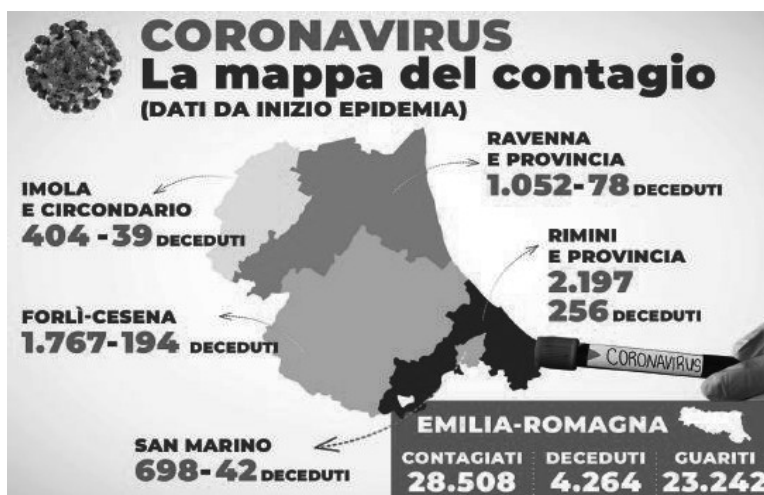 CORONAVIRUS
La mappa del contagio
(DATI DA INIZIO EPIDEMIA)
RAVENNA
E PROVINCIA
1.052-78 DECEDUTI
IMOLA
E CIRCONDARIO
404-39 DECEDUTI
RIMINI
E PROVINCIA
2.197
256 DECEDUTI
FORLÌ-CESENA
1.767-194 DECEDUTI
CORONAVIRUS
SAN MARINO
698-42 DECEDUTI
EMILIA-ROMAGNA
CONTAGIATI DECEDUTI GUARITI
28.508 4.264 23.242